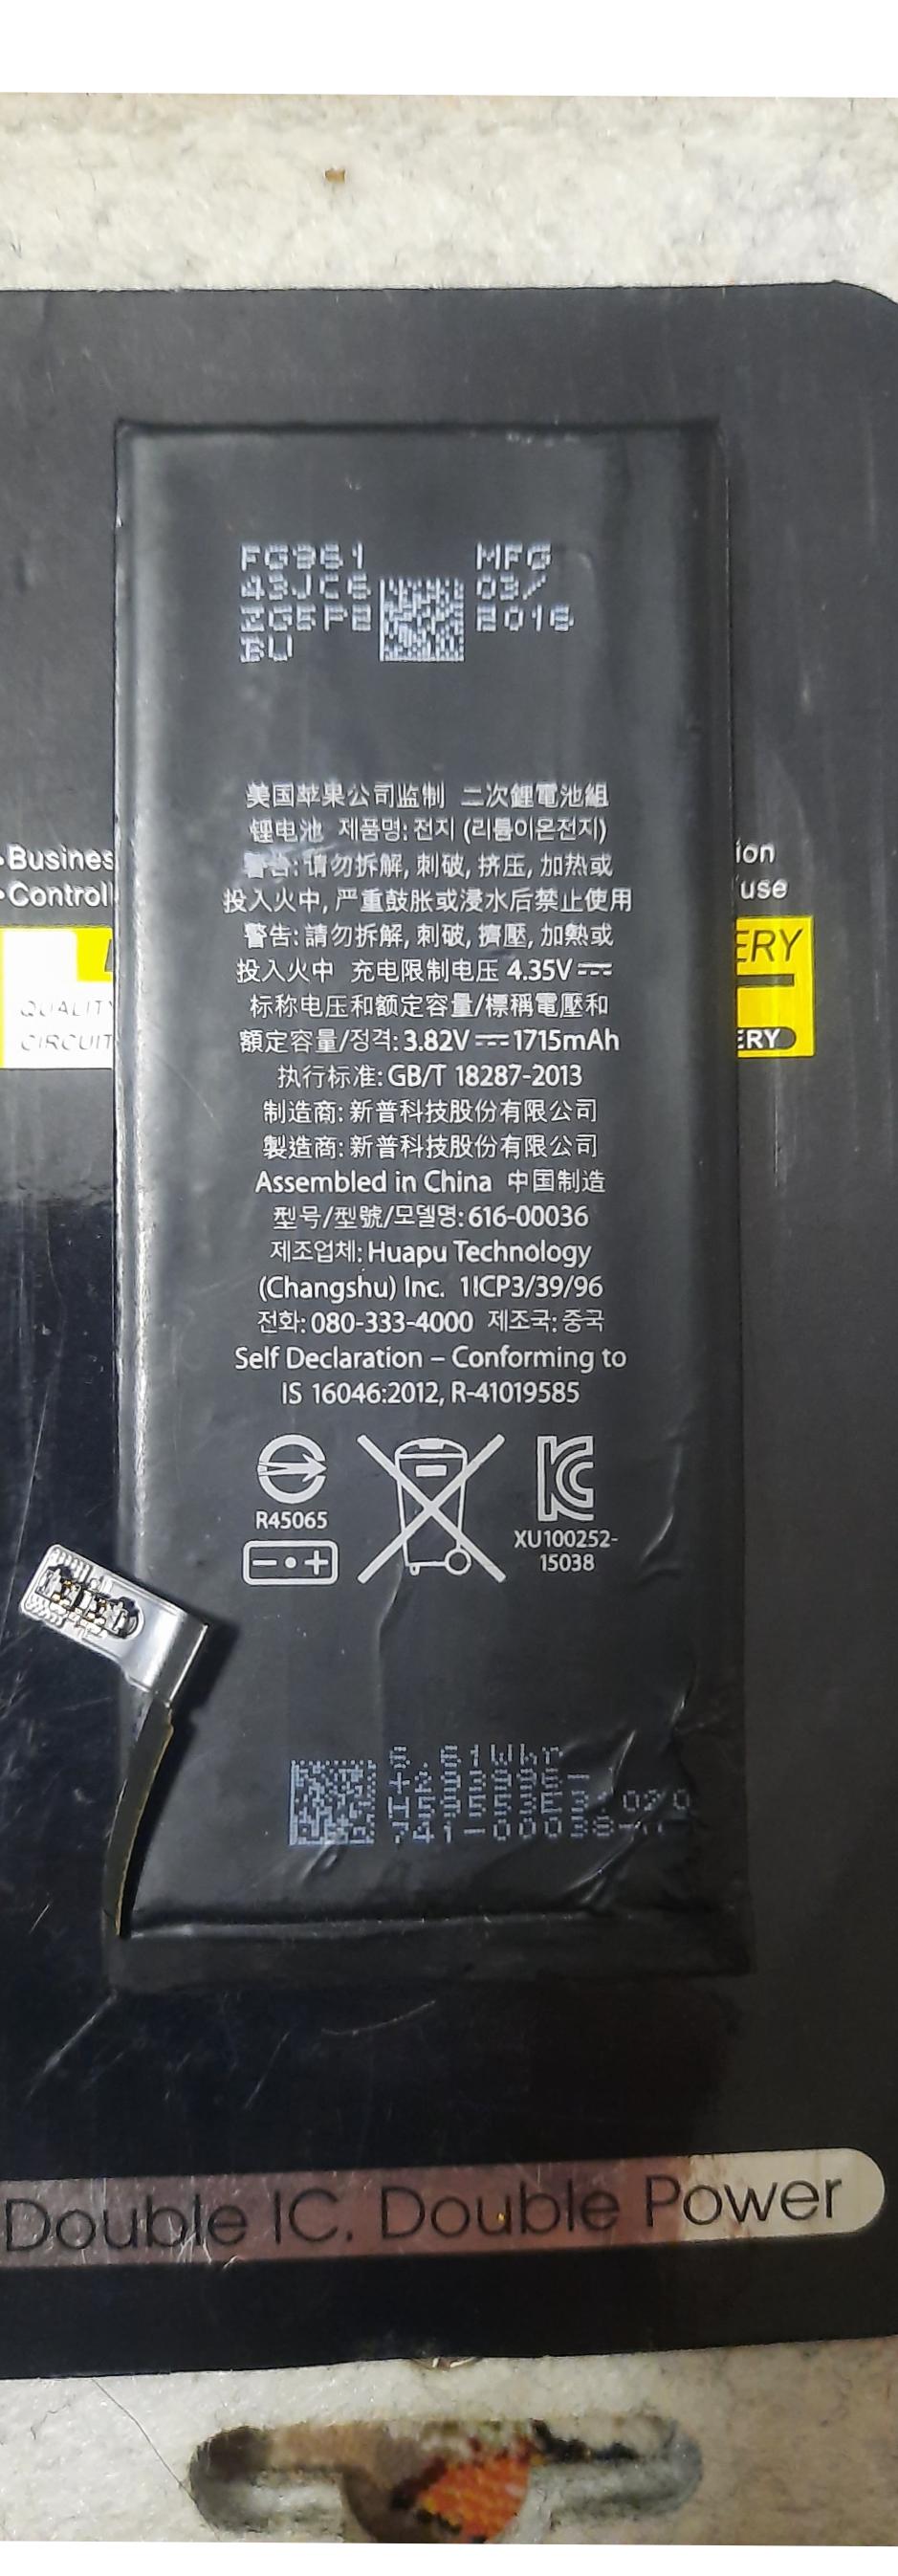 FG961
43JC6
ZG5P2
BU
MFG
03/
2016
美国苹果公司监制 二次鋰電池組
锂电池 제품명: 전지 (리튬이온전지)
警告: 请勿拆解, 刺破, 挤压, 加热或
投入火中, 严重鼓胀或浸水后禁止使用
警告: 請勿拆解, 刺破, 擠壓, 加熱或
投入火中 充电限制电压 4.35V⎓
标称电压和额定容量/標稱電壓和
額定容量/정격: 3.82V⎓1715mAh
执行标准: GB/T 18287-2013
制造商: 新普科技股份有限公司
製造商: 新普科技股份有限公司
Assembled in China 中国制造
型号/型號/모델명: 616-00036
제조업체: Huapu Technology
(Changshu) Inc. 1ICP3/39/96
전화: 080-333-4000 제조국: 중국
Self Declaration – Conforming to
IS 16046:2012, R-41019585
R45065
XU100252-
15038
6.61Whr
+293996-
741-00038-
QUALITY
CIRCUIT
use
Double IC. Double Power